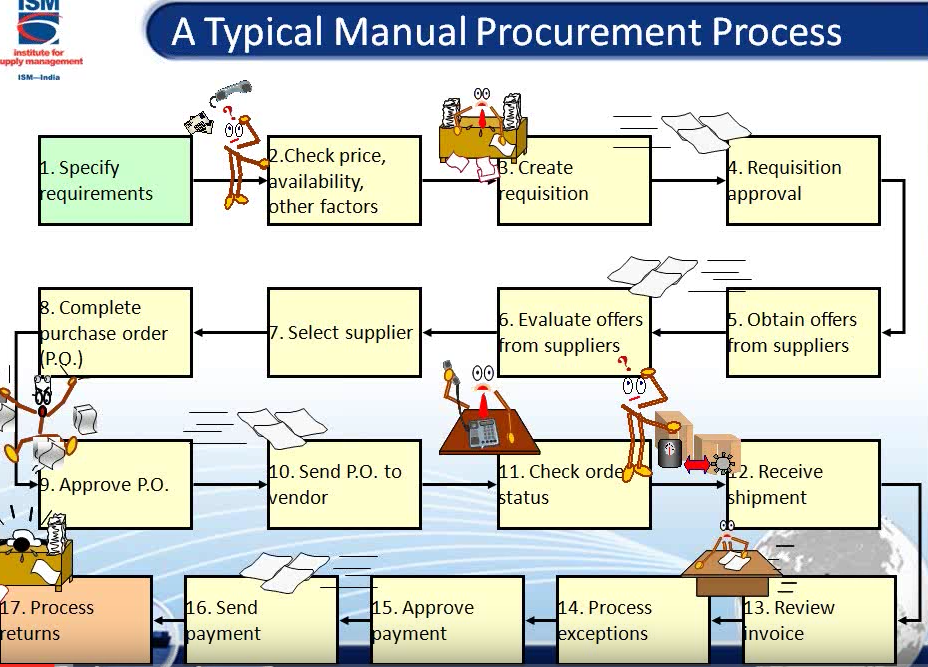 ISM
institute for
supply management
ISM—India
A Typical Manual Procurement Process
1. Specify
requirements
2.Check price,
availability,
other factors
3. Create
requisition
4. Requisition
approval
5. Obtain offers
from suppliers
6. Evaluate offers
from suppliers
7. Select supplier
8. Complete
purchase order
(P.O.)
9. Approve P.O.
10. Send P.O. to
vendor
11. Check order
status
12. Receive
shipment
13. Review
invoice
14. Process
exceptions
15. Approve
payment
16. Send
payment
17. Process
returns